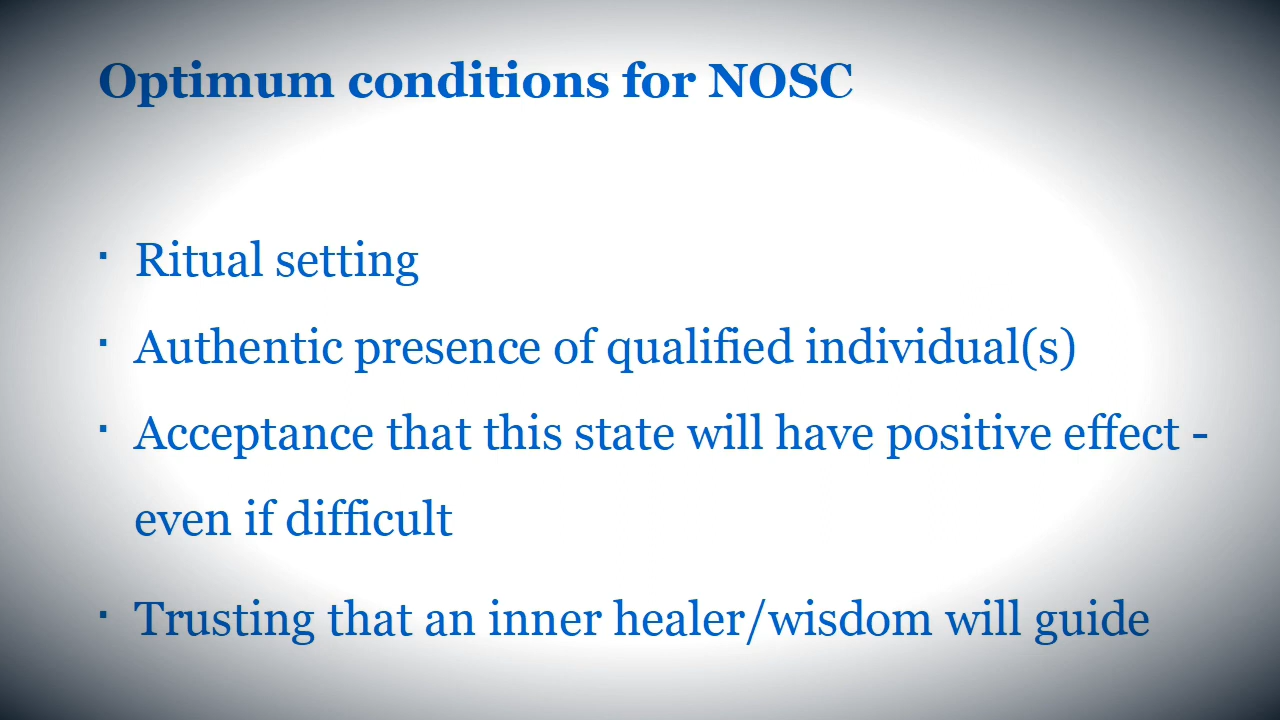 Optimum conditions for NOSC
· Ritual setting
· Authentic presence of qualified individual(s)
· Acceptance that this state will have positive effect -
even if difficult
· Trusting that an inner healer/wisdom will guide